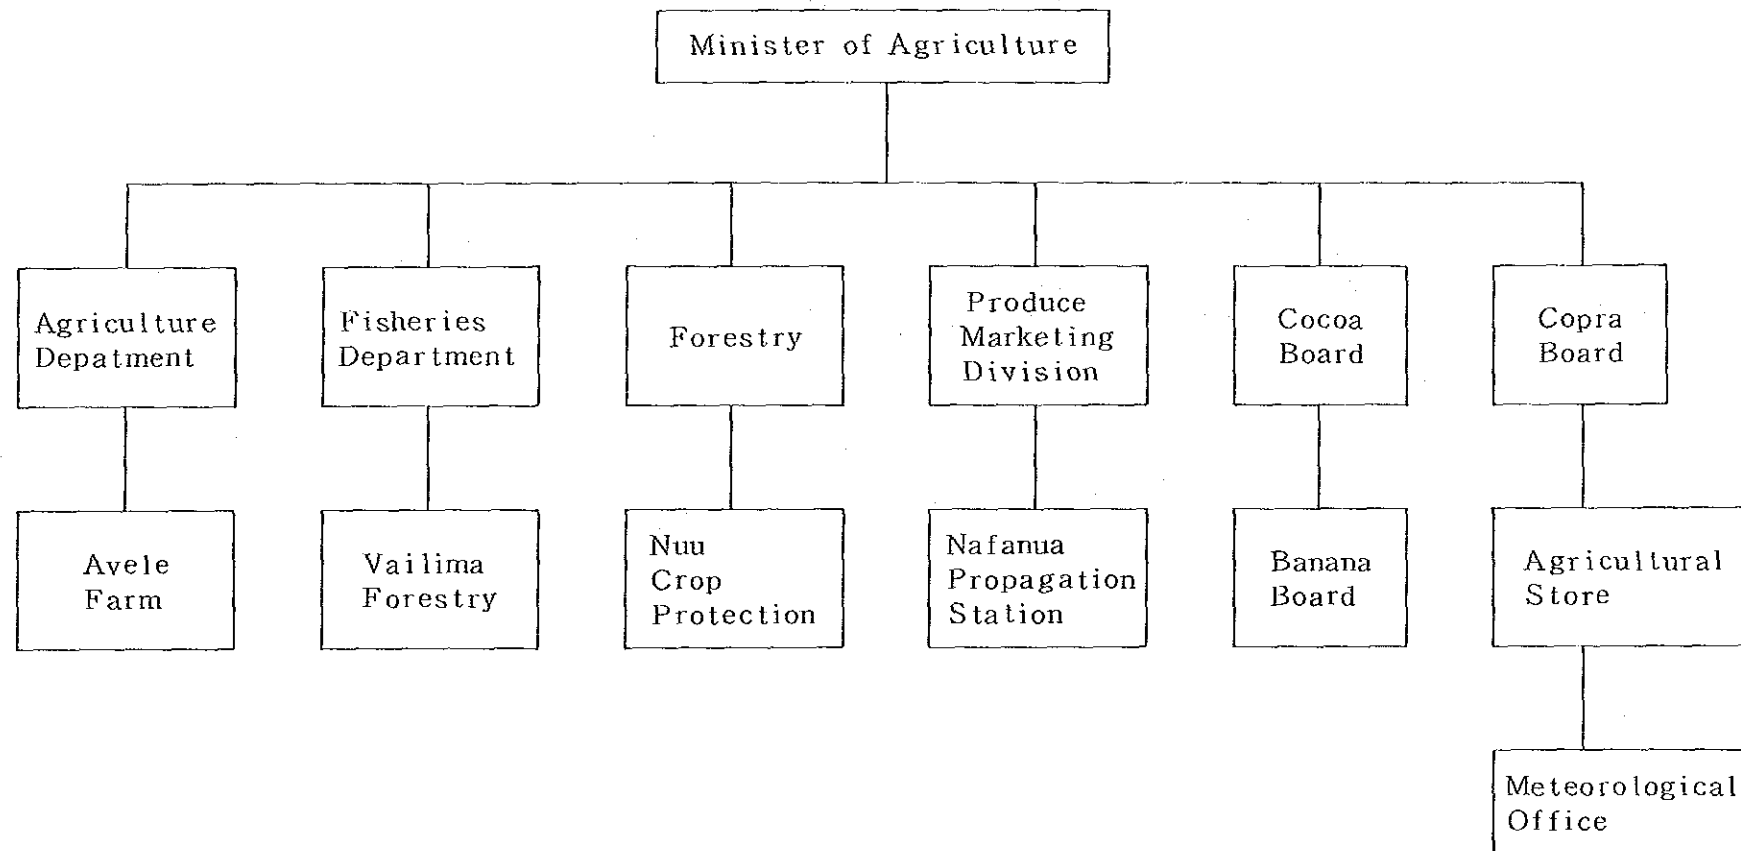 Minister of Agriculture
Agriculture
Depatment
Fisheries
Department
Forestry
Produce
Marketing
Division
Cocoa
Board
Copra
Board
Avele
Farm
Vailima
Forestry
Nuu
Crop
Protection
Nafanua
Propagation
Station
Banana
Board
Agricultural
Store
Meteorological
Office